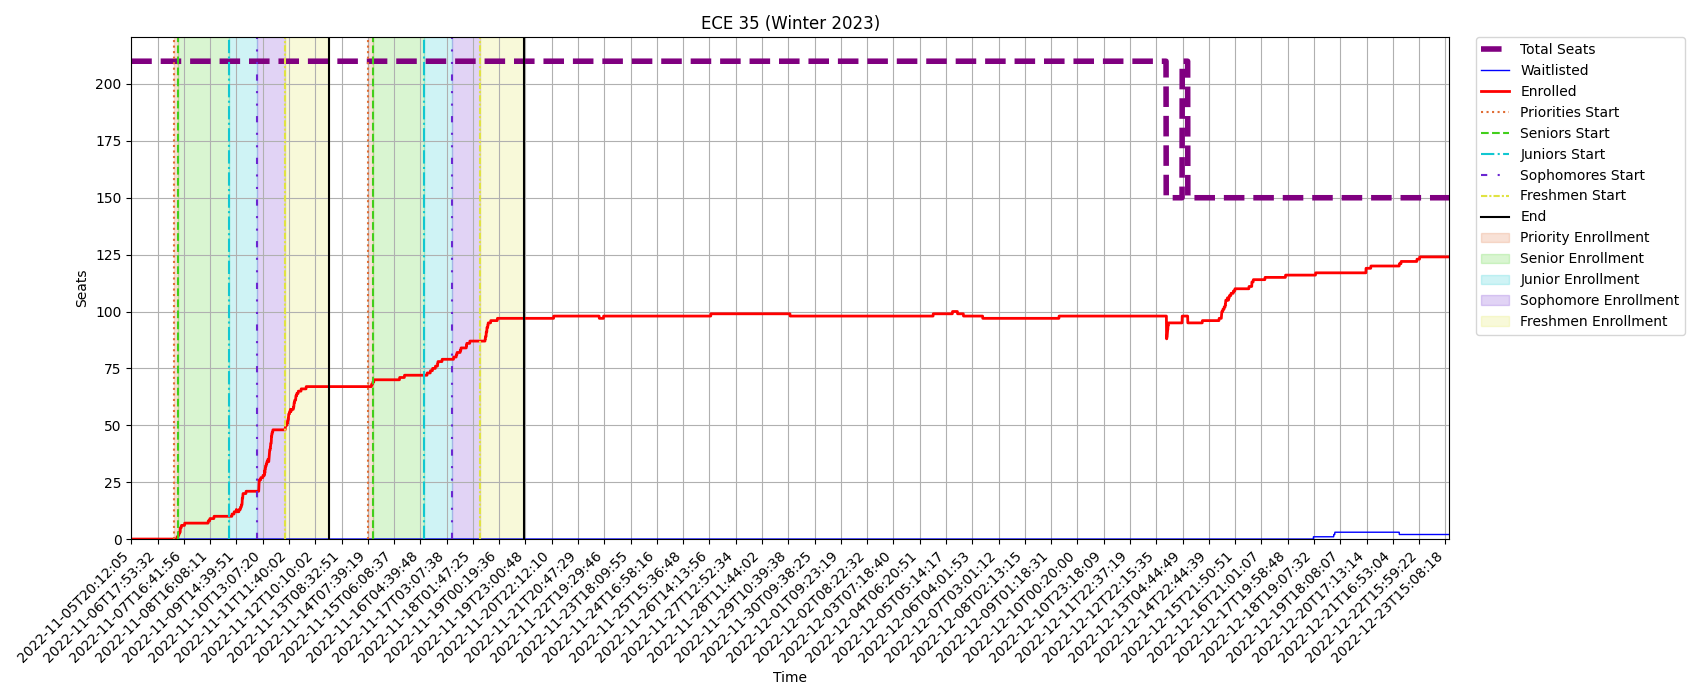 ECE 35 (Winter 2023)
200
175
150
125
100
75
50
25
0
Seats
2022-11-05T20:12:05
2022-11-06T17:53:32
2022-11-07T16:41:56
2022-11-08T16:08:11
2022-11-09T14:39:51
2022-11-10T13:07:20
2022-11-11T11:40:02
2022-11-12T10:10:02
2022-11-13T08:32:51
2022-11-14T07:39:19
2022-11-15T06:08:37
2022-11-16T04:39:48
2022-11-17T03:07:38
2022-11-18T01:47:25
2022-11-19T00:19:36
2022-11-19T23:00:48
2022-11-20T22:12:10
2022-11-21T20:47:29
2022-11-22T19:29:46
2022-11-23T18:09:55
2022-11-24T16:58:16
2022-11-25T15:36:48
2022-11-26T14:13:56
2022-11-27T12:52:34
2022-11-28T11:44:02
2022-11-29T10:39:38
2022-11-30T09:38:25
2022-12-01T09:23:19
2022-12-02T08:22:32
2022-12-03T07:18:40
2022-12-04T06:20:51
2022-12-05T05:14:17
2022-12-06T04:01:53
2022-12-07T03:01:12
2022-12-08T02:13:15
2022-12-09T01:18:31
2022-12-10T00:20:00
2022-12-10T23:18:09
2022-12-11T22:37:19
2022-12-12T22:15:35
2022-12-13T04:44:49
2022-12-14T22:44:39
2022-12-15T21:50:51
2022-12-16T21:01:07
2022-12-17T19:58:48
2022-12-18T19:07:32
2022-12-19T18:08:07
2022-12-20T17:13:14
2022-12-21T16:53:04
2022-12-22T15:59:22
2022-12-23T15:08:18
Time
Total Seats
Waitlisted
Enrolled
Priorities Start
Seniors Start
Juniors Start
Sophomores Start
Freshmen Start
End
Priority Enrollment
Senior Enrollment
Junior Enrollment
Sophomore Enrollment
Freshmen Enrollment